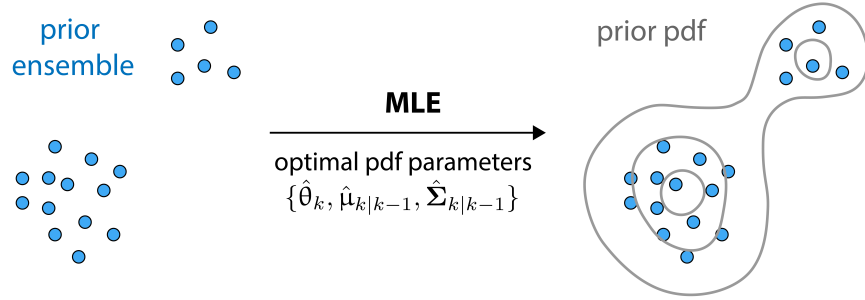 prior
ensemble
MLE
optimal pdf parameters
{θ̂ₖ, μ̂ₖ|ₖ₋₁, Σ̂ₖ|ₖ₋₁}
prior pdf